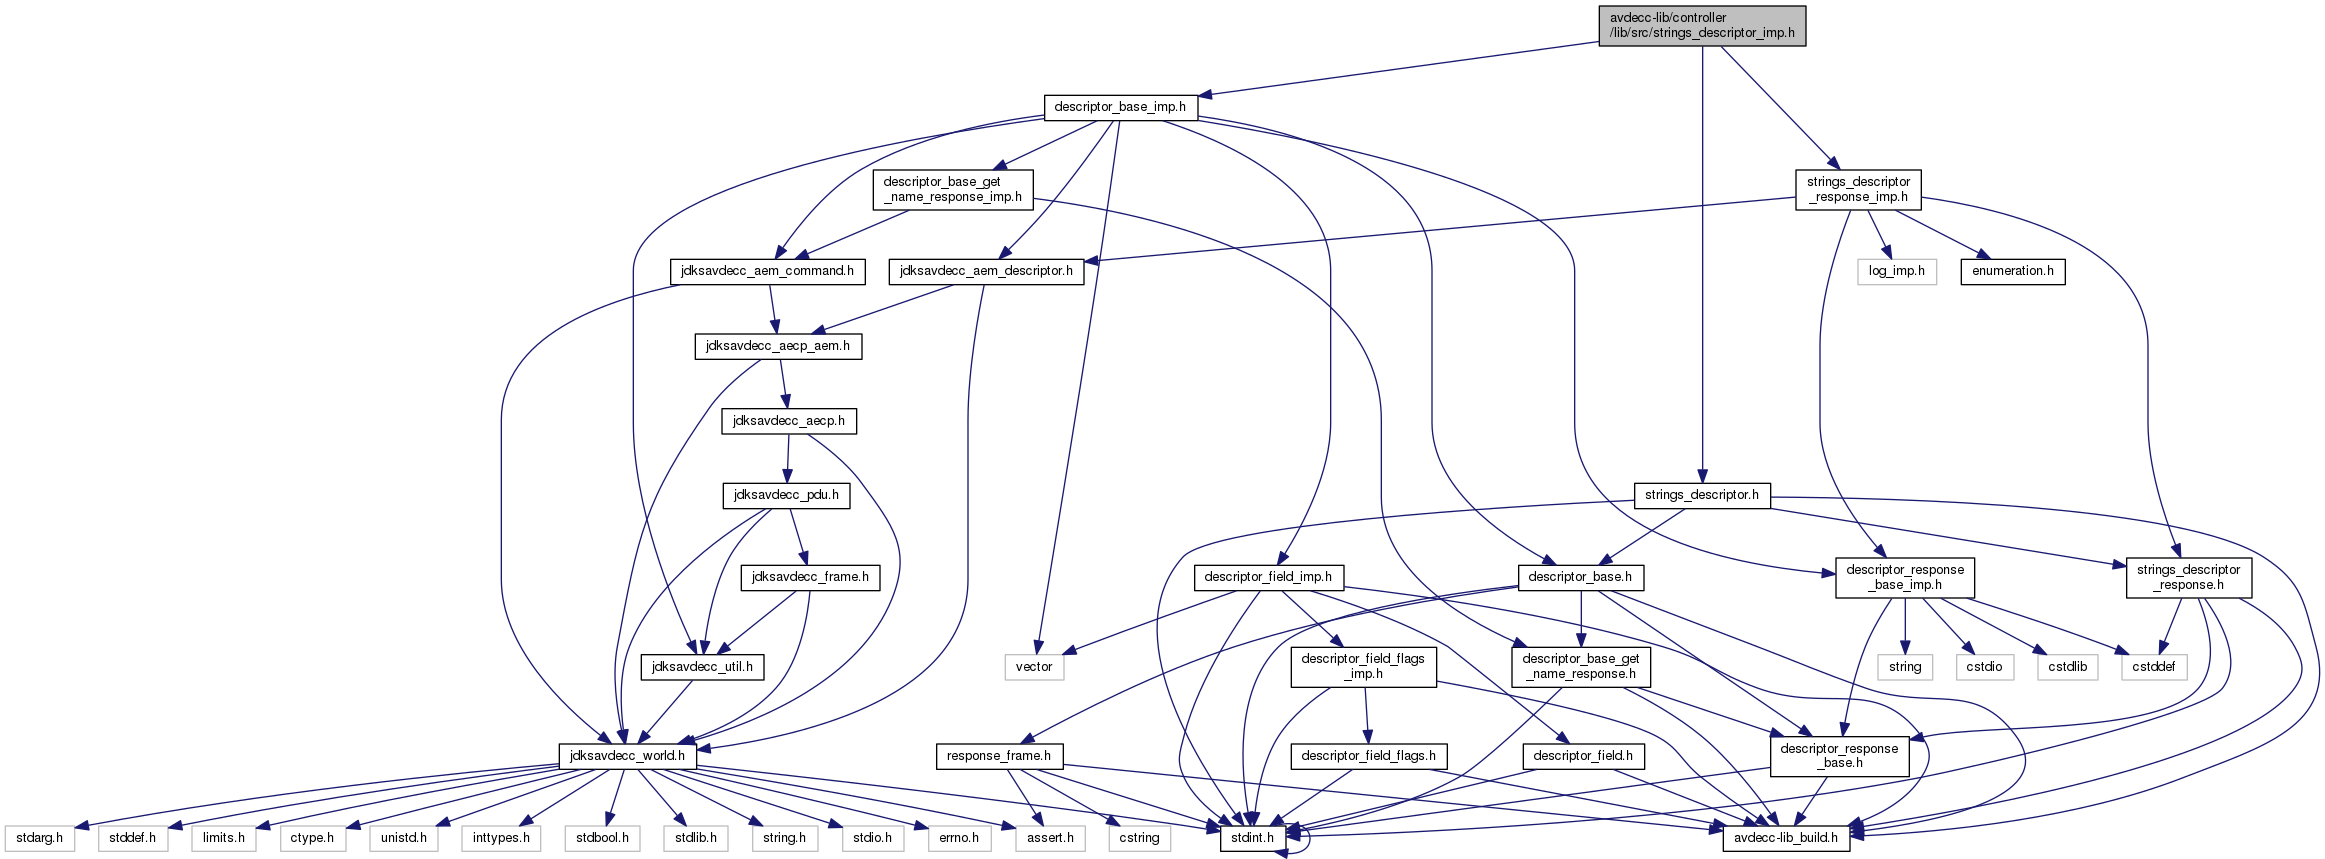 avdecc-lib/controller
/lib/src/strings_descriptor_imp.h
descriptor_base_imp.h
descriptor_base_get
_name_response_imp.h
strings_descriptor
_response_imp.h
jdksavdecc_aem_command.h
jdksavdecc_aem_descriptor.h
log_imp.h
enumeration.h
jdksavdecc_aecp_aem.h
jdksavdecc_aecp.h
jdksavdecc_pdu.h
strings_descriptor.h
jdksavdecc_frame.h
descriptor_field_imp.h
descriptor_base.h
descriptor_response
_base_imp.h
strings_descriptor
_response.h
jdksavdecc_util.h
vector
descriptor_field_flags
_imp.h
descriptor_base_get
_name_response.h
string
cstdio
cstdlib
cstddef
jdksavdecc_world.h
response_frame.h
descriptor_field_flags.h
descriptor_field.h
descriptor_response
_base.h
stdarg.h
stddef.h
limits.h
ctype.h
unistd.h
inttypes.h
stdbool.h
stdlib.h
string.h
stdio.h
errno.h
assert.h
cstring
stdint.h
avdecc-lib_build.h